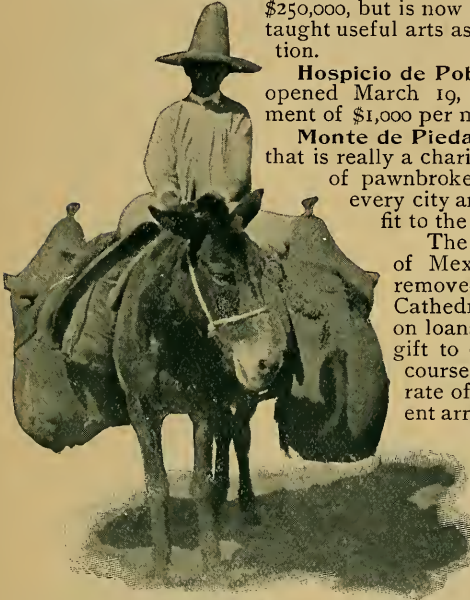 $250,000, but is now
taught useful arts as
tion.
Hospicio de Pob
opened March 19,
ment of $1,000 per m
Monte de Pieda
that is really a chari
of pawnbroke
every city an
fit to the
The
of Mex
remove
Cathedr
on loan
gift to
course
rate of
ent arr